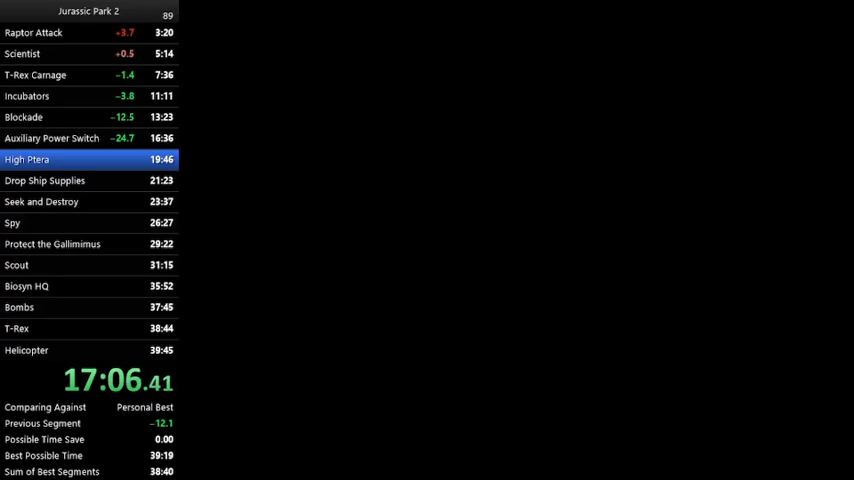 Jurassic Park 2
89
Raptor Attack +3.7 3:20
Scientist +0.5 5:14
T-Rex Carnage −1.4 7:36
Incubators −3.8 11:11
Blockade −12.5 13:23
Auxiliary Power Switch −24.7 16:36
High Ptera 19:46
Drop Ship Supplies 21:23
Seek and Destroy 23:37
Spy 26:27
Protect the Gallimimus 29:22
Scout 31:15
Biosyn HQ 35:52
Bombs 37:45
T-Rex 38:44
Helicopter 39:45
17:06.41
Comparing Against Personal Best
Previous Segment −12.1
Possible Time Save 0.00
Best Possible Time 39:19
Sum of Best Segments 38:40